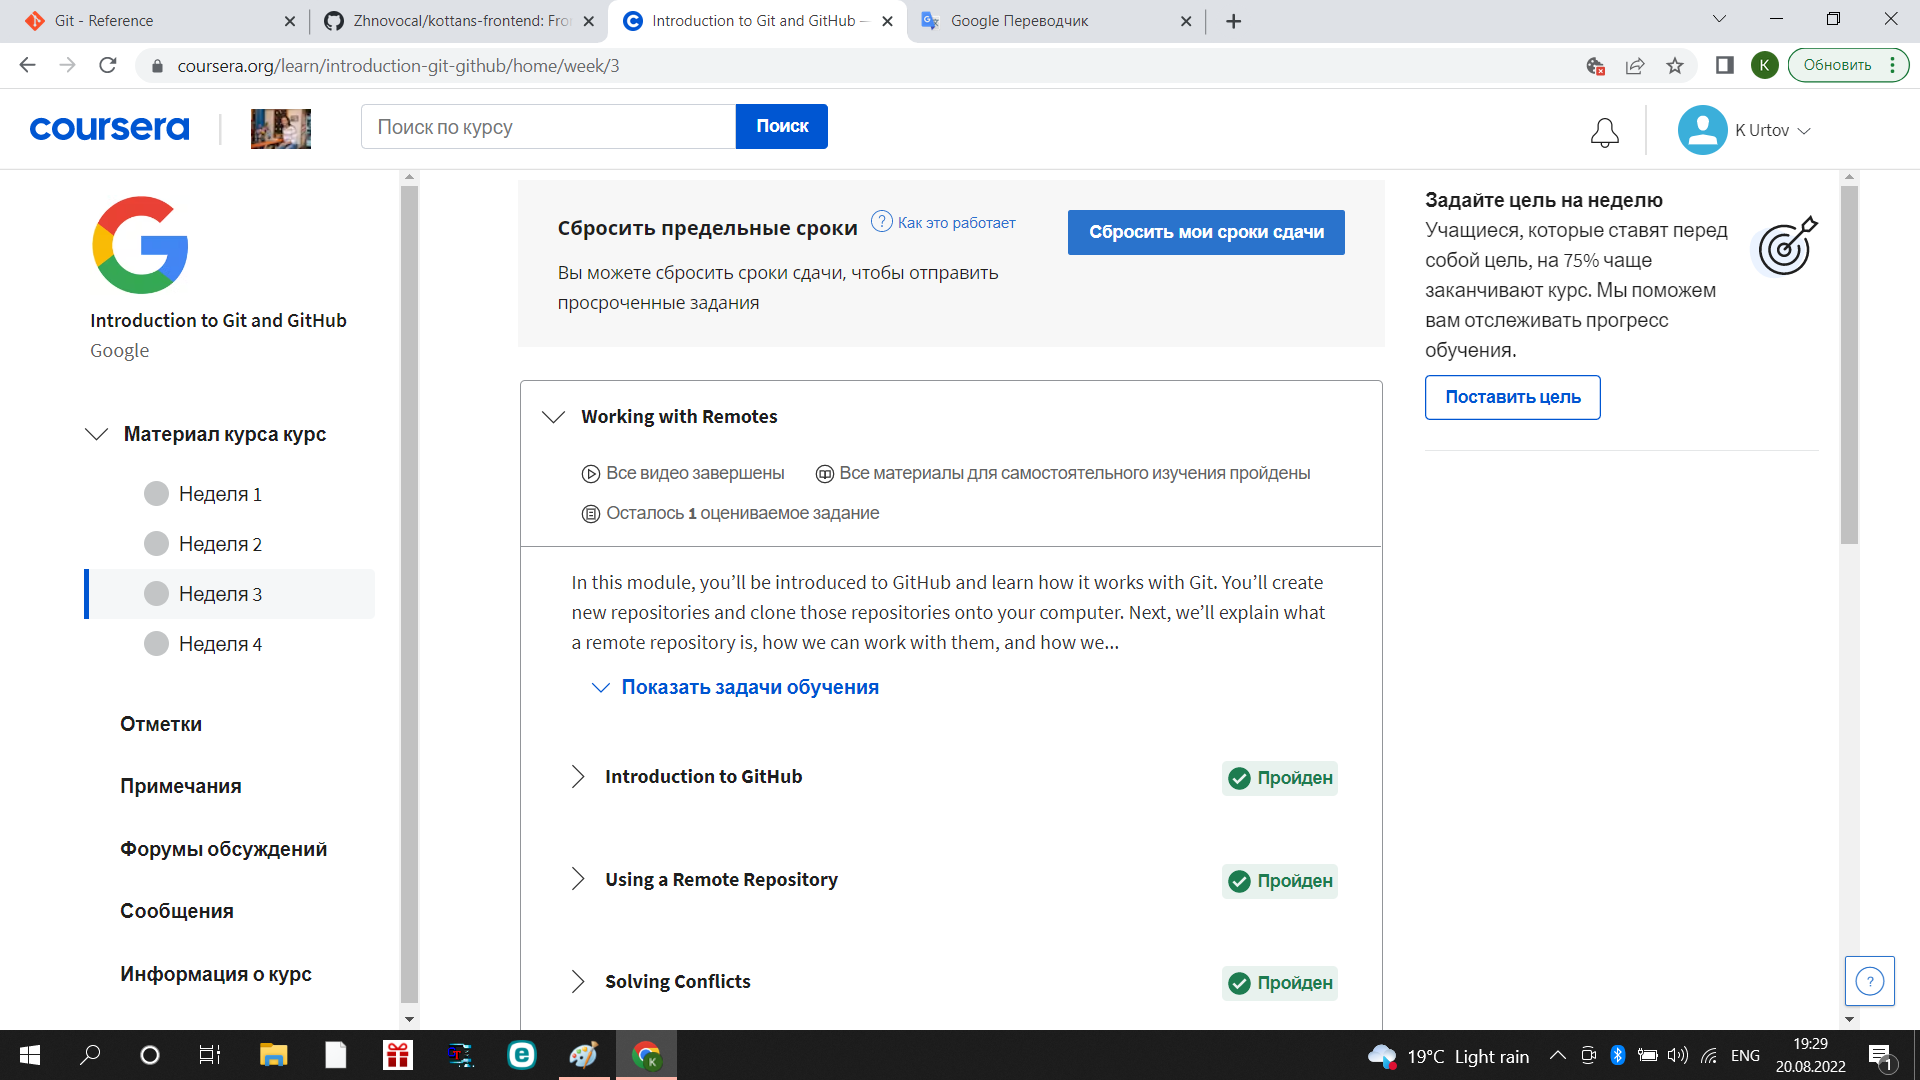 Git - Reference
Zhnovocal/kottans-frontend: Fro
Introduction to Git and GitHub –
Google Переводчик
coursera.org/learn/introduction-git-github/home/week/3
K
Обновить
coursera
Поиск по курсу
Поиск
K Urtov
Introduction to Git and GitHub
Google
Материал курса курс
Неделя 1
Неделя 2
Неделя 3
Неделя 4
Отметки
Примечания
Форумы обсуждений
Сообщения
Информация о курс
Сбросить предельные сроки
? Как это работает
Вы можете сбросить сроки сдачи, чтобы отправить
просроченные задания
Сбросить мои сроки сдачи
Working with Remotes
Все видео завершены
Все материалы для самостоятельного изучения пройдены
Осталось 1 оцениваемое задание
In this module, you’ll be introduced to GitHub and learn how it works with Git. You’ll create
new repositories and clone those repositories onto your computer. Next, we’ll explain what
a remote repository is, how we can work with them, and how we...
Показать задачи обучения
Introduction to GitHub
Пройден
Using a Remote Repository
Пройден
Solving Conflicts
Пройден
Задайте цель на неделю
Учащиеся, которые ставят перед
собой цель, на 75% чаще
заканчивают курс. Мы поможем
вам отслеживать прогресс
обучения.
Поставить цель
?
19°C Light rain
ENG
19:29
20.08.2022
1